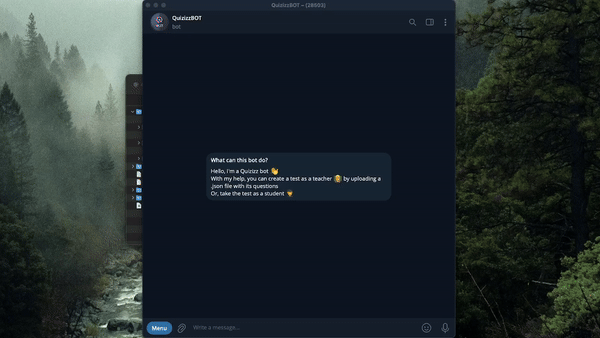 QuizizzBOT – (18603)
QuizizzBOT
bot
What can this bot do?
Hello, I'm a Quizizz bot 👋
With my help, you can create a test as a teacher 👩‍🏫 by uploading a
.json file with its questions
Or, take the test as a student 🧑‍🎓
Menu
Write a message...